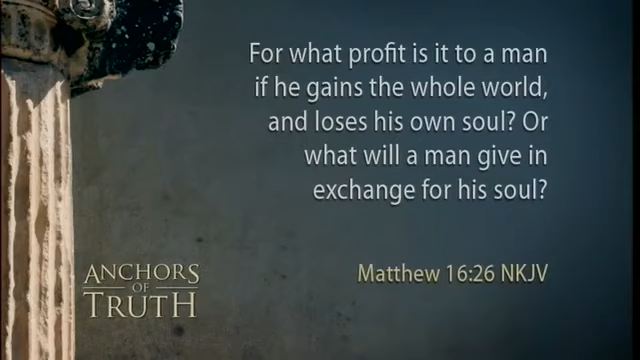 For what profit is it to a man
if he gains the whole world,
and loses his own soul? Or
what will a man give in
exchange for his soul?
Matthew 16:26 NKJV
ANCHORS
OF
TRUTH